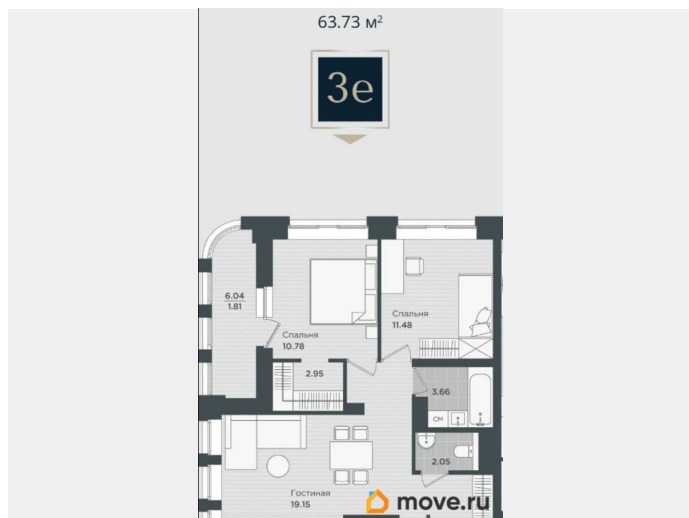 63.73 м²
3е
6.04
1.81
Спальня
10.78
Спальня
11.48
2.95
3.66
СМ
2.05
Гостиная
19.15
move.ru